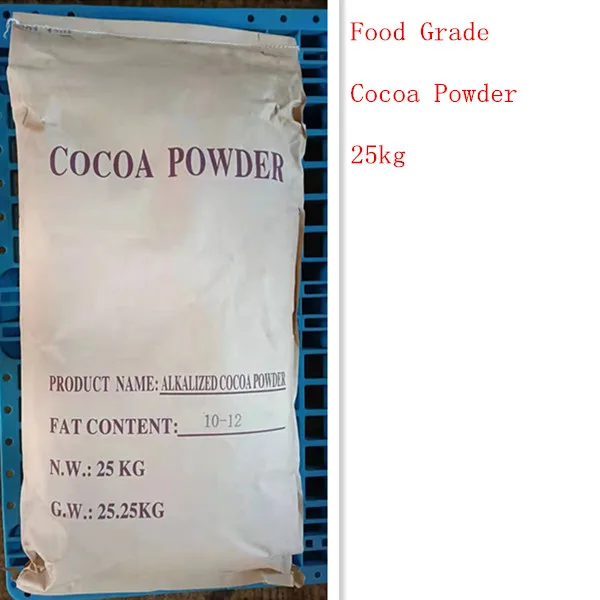 COCOA POWDER
PRODUCT NAME: ALKALIZED COCOA POWDER
FAT CONTENT: 10-12
N.W.: 25 KG
G.W.: 25.25KG
Food Grade
Cocoa Powder
25kg